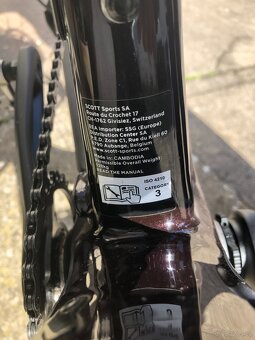 SCOTT Sports SA
Route du Crochet 17
CH-1762 Givisiez, Switzerland
EEA importer: SSG (Europe)
Distribution Center SA
P.E.D. Zone C1, Rue du Kiell 60
6790 Aubange, Belgium
www.scott-sports.com
Made in: CAMBODIA
Permissible Overall Weight:
READ THE MANUAL
ISO 4210
CATEGORY
3